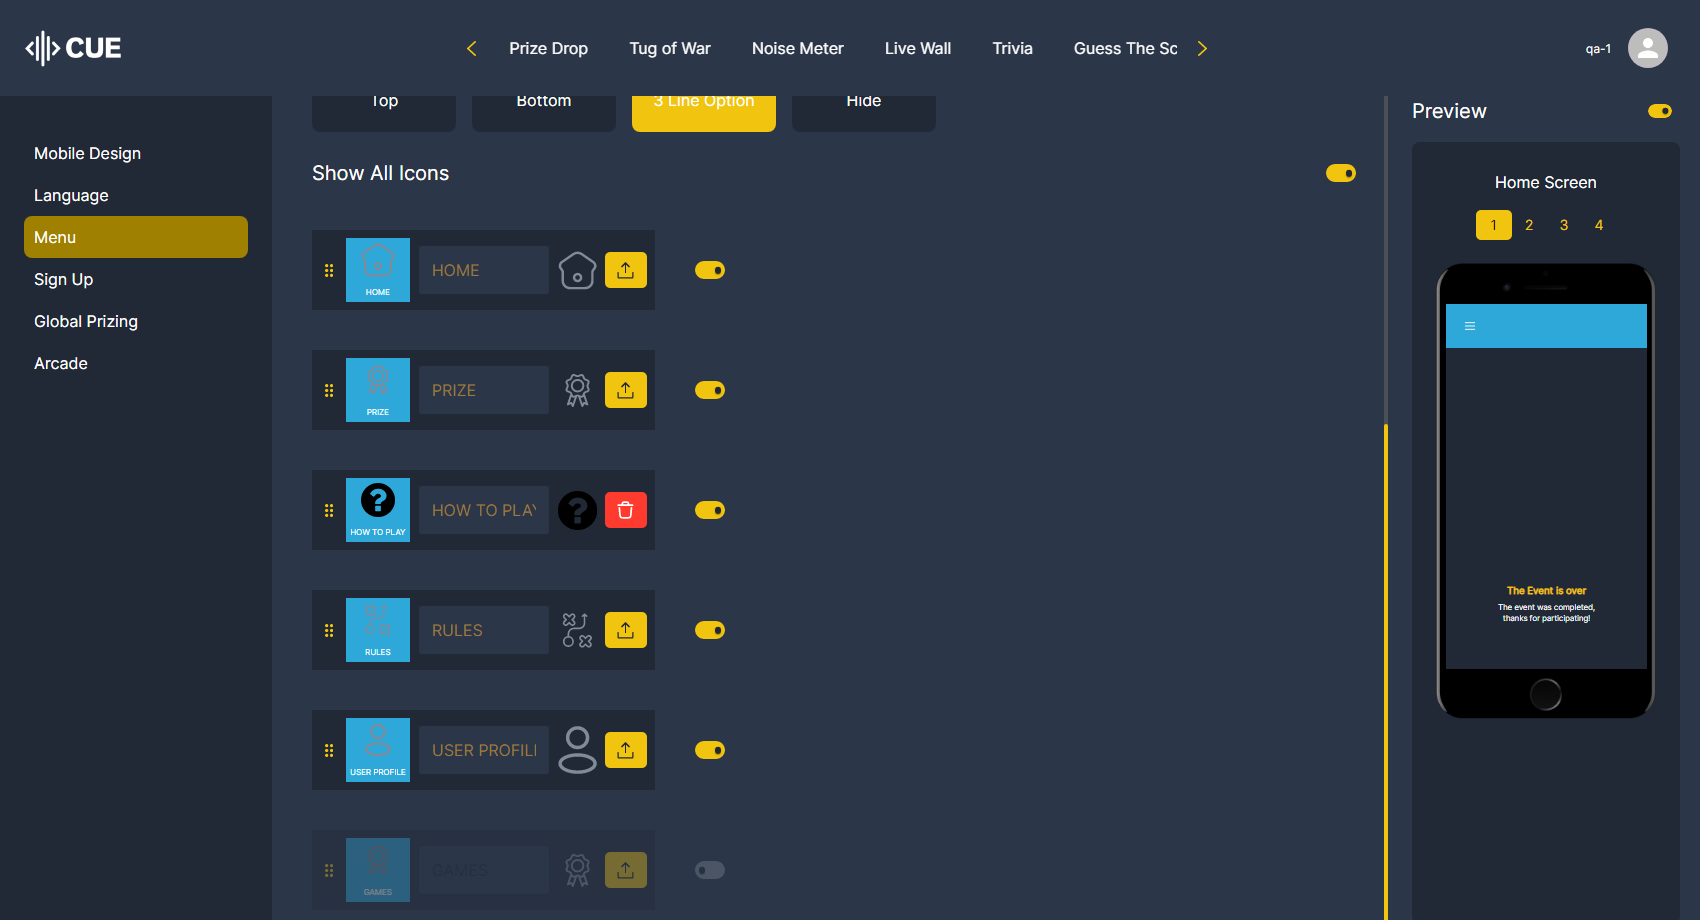 CUE
Prize Drop
Tug of War
Noise Meter
Live Wall
Trivia
Guess The Sc
qa-1
Mobile Design
Language
Menu
Sign Up
Global Prizing
Arcade
Top
Bottom
3 Line Option
Hide
Show All Icons
HOME
HOME
PRIZE
PRIZE
HOW TO PLAY
HOW TO PLAY
RULES
RULES
USER PROFILE
USER PROFILE
GAMES
GAMES
Preview
Home Screen
1 2 3 4
The Event is over
The event was completed,
thanks for participating!